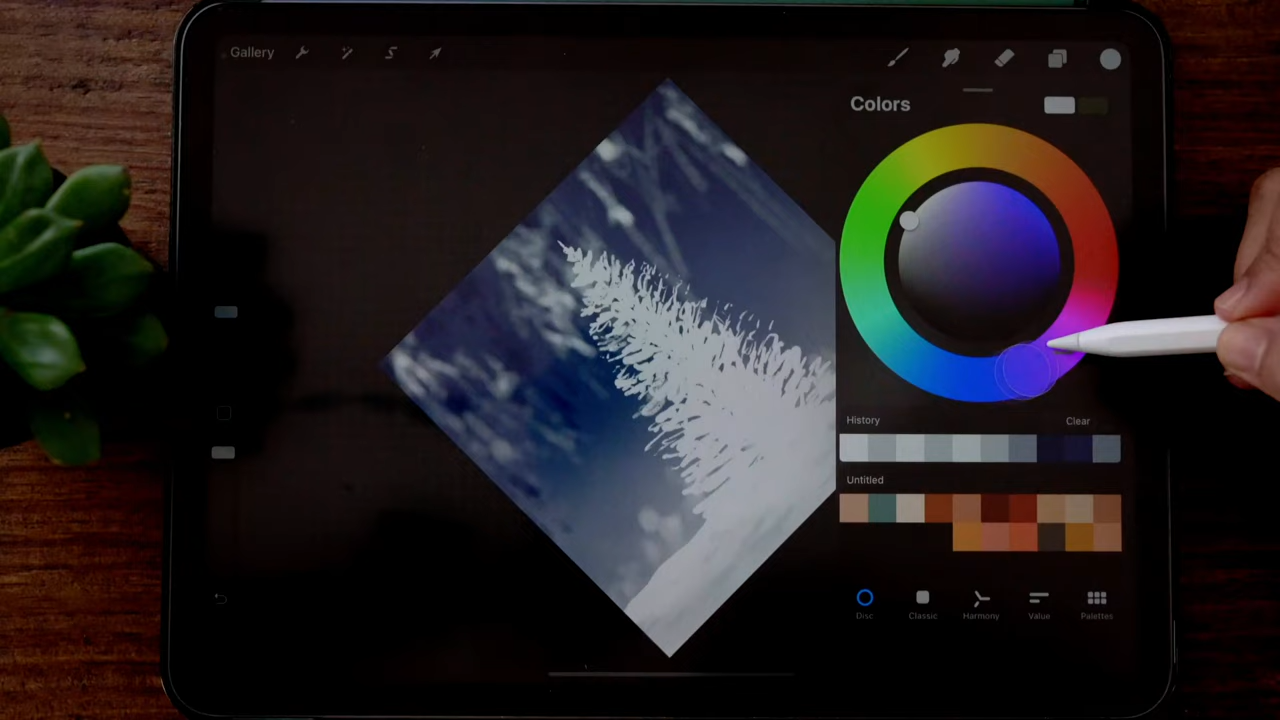 Gallery
Colors
History
Clear
Untitled
Disc
Classic
Harmony
Value
Palettes